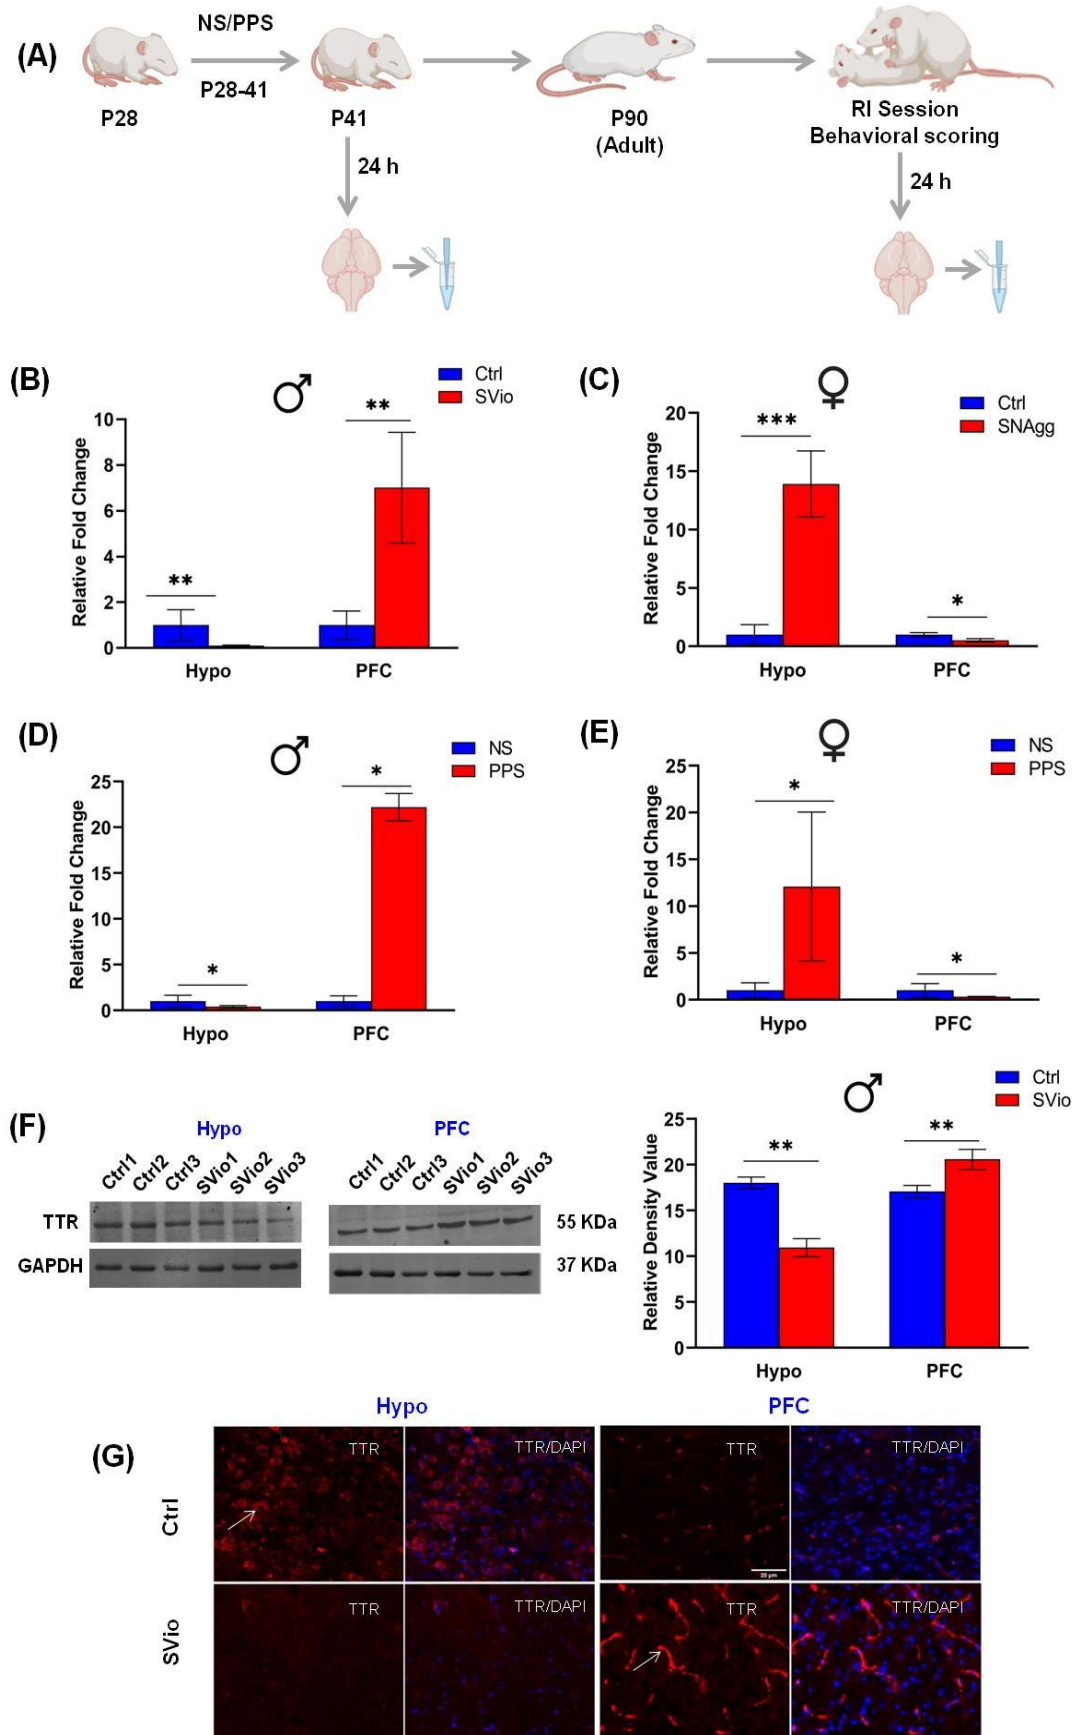 (A)
NS/PPS
P28-41
P28
P41
P90
(Adult)
RI Session
Behavioral scoring
24 h
24 h
(B)
♂
Ctrl
SVio
Relative Fold Change
10
8
6
4
2
0
**
**
Hypo
PFC
(C)
♀
Ctrl
SNAgg
Relative Fold Change
20
15
10
5
0
***
*
Hypo
PFC
(D)
♂
NS
PPS
Relative Fold Change
25
20
15
10
5
0
*
*
Hypo
PFC
(E)
♀
NS
PPS
Relative Fold Change
25
20
15
10
5
0
*
*
Hypo
PFC
(F)
Hypo
PFC
Ctrl1 Ctrl2 Ctrl3 SVio1 SVio2 SVio3
Ctrl1 Ctrl2 Ctrl3 SVio1 SVio2 SVio3
TTR
55 KDa
GAPDH
37 KDa
♂
Ctrl
SVio
Relative Density Value
25
20
15
10
5
0
**
**
Hypo
PFC
(G)
Hypo
PFC
Ctrl
TTR
TTR/DAPI
TTR
TTR/DAPI
20 µm
SVio
TTR
TTR/DAPI
TTR
TTR/DAPI